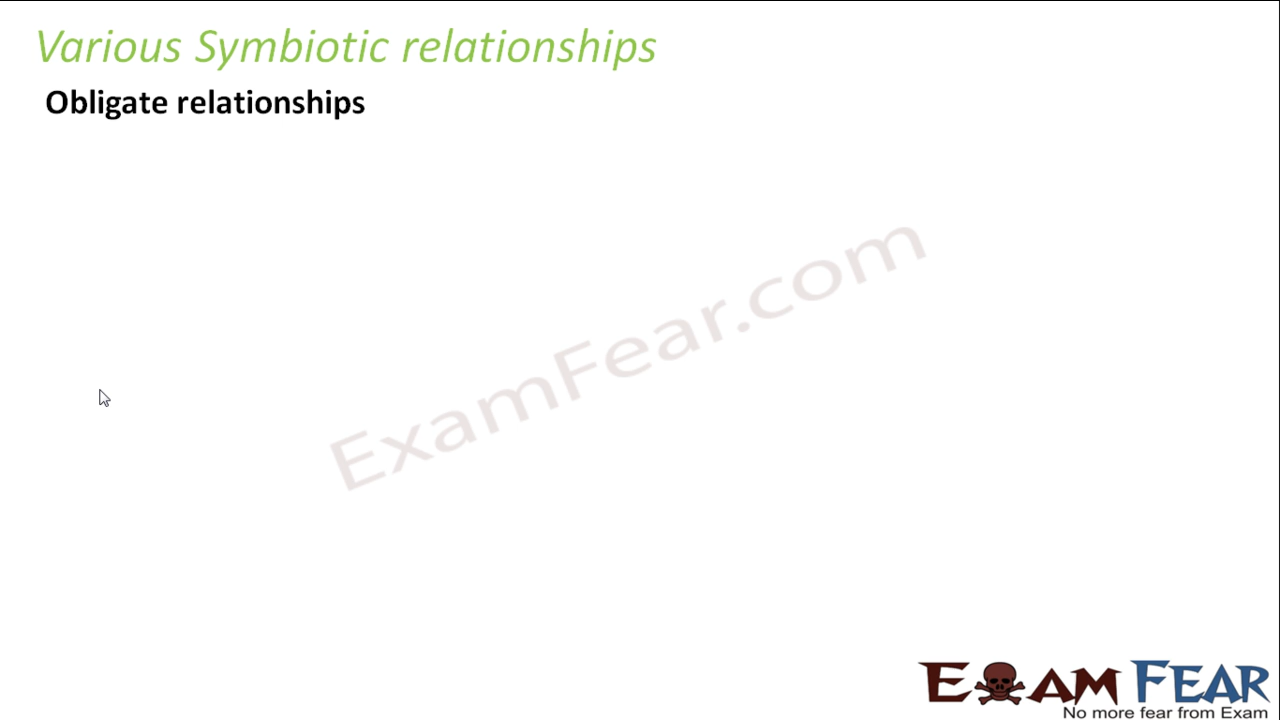 Various Symbiotic relationships
Obligate relationships
ExamFear.com
EXAM FEAR
No more fear from Exam